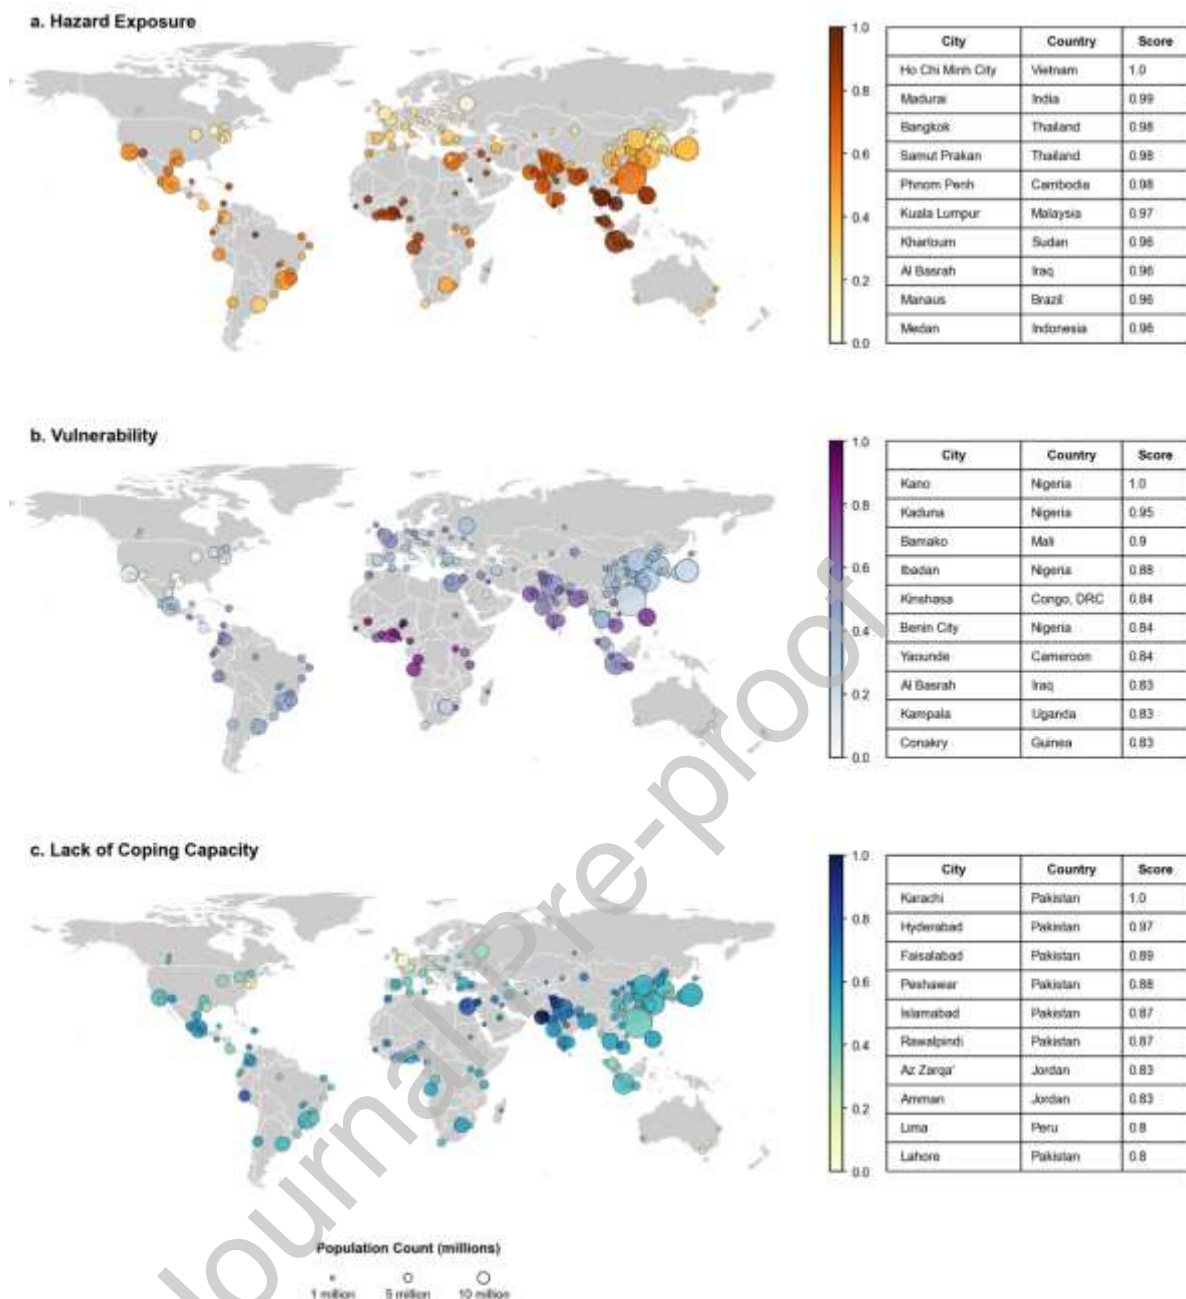 a. Hazard Exposure
1.0
0.8
0.6
0.4
0.2
0.0
City Country Score
Ho Chi Minh City Vietnam 1.0
Madurai India 0.99
Bangkok Thailand 0.98
Samut Prakan Thailand 0.98
Phnom Penh Cambodia 0.98
Kuala Lumpur Malaysia 0.97
Khartoum Sudan 0.96
Al Basrah Iraq 0.96
Manaus Brazil 0.96
Medan Indonesia 0.96
b. Vulnerability
1.0
0.8
0.6
0.4
0.2
0.0
City Country Score
Kano Nigeria 1.0
Kaduna Nigeria 0.95
Bamako Mali 0.9
Ibadan Nigeria 0.88
Kinshasa Congo, DRC 0.84
Benin City Nigeria 0.84
Yaounde Cameroon 0.84
Al Basrah Iraq 0.83
Kampala Uganda 0.83
Conakry Guinea 0.83
c. Lack of Coping Capacity
1.0
0.8
0.6
0.4
0.2
0.0
City Country Score
Karachi Pakistan 1.0
Hyderabad Pakistan 0.97
Faisalabad Pakistan 0.89
Peshawar Pakistan 0.88
Islamabad Pakistan 0.87
Rawalpindi Pakistan 0.87
Az Zarqa' Jordan 0.83
Amman Jordan 0.83
Lima Peru 0.8
Lahore Pakistan 0.8
Population Count (millions)
1 million 5 million 10 million
Journal Pre-proof